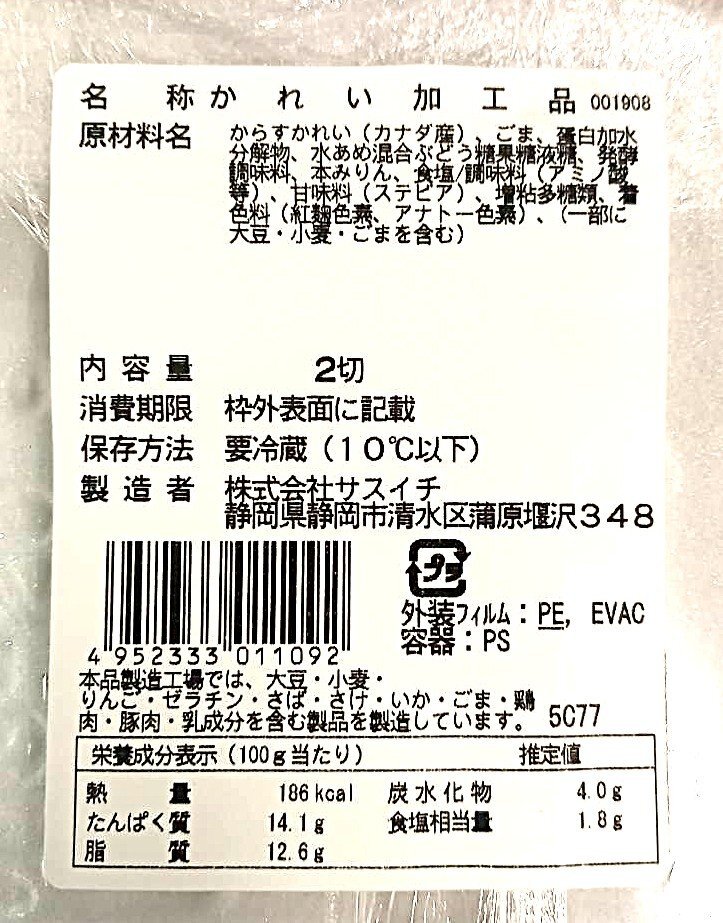 名称 かれい加工品 001908
原材料名 からすかれい（カナダ産）、ごま、蛋白加水
分解物、水あめ混合ぶどう糖果糖液糖、発酵
調味料、本みりん、食塩/調味料（アミノ酸
等）、甘味料（ステビア）、増粘多糖類、着
色料（紅麹色素、アナトー色素）、（一部に
大豆・小麦・ごまを含む）
内容量 2切
消費期限 枠外表面に記載
保存方法 要冷蔵（１０℃以下）
製造者 株式会社サスイチ
静岡県静岡市清水区蒲原堰沢３４８
プラ
外装フィルム：PE, EVAC
容器：PS
4 952333 011092
本品製造工場では、大豆・小麦・
りんご・ゼラチン・さば・さけ・いか・ごま・鶏
肉・豚肉・乳成分を含む製品を製造しています。 5C77
栄養成分表示（100g当たり） 推定値
熱量 186kcal 炭水化物 4.0g
たんぱく質 14.1g 食塩相当量 1.8g
脂質 12.6g